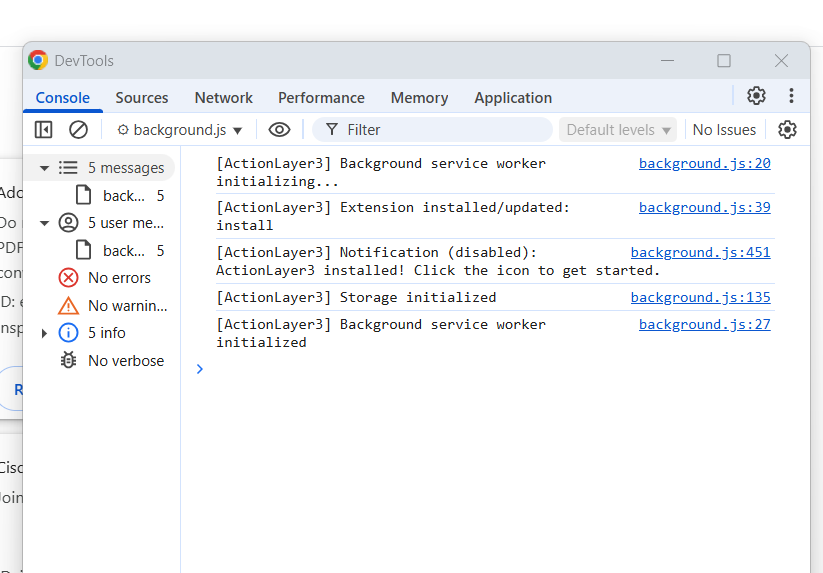 DevTools
Console Sources Network Performance Memory Application
background.js Filter Default levels No Issues
5 messages
back... 5
5 user me...
back... 5
No errors
No warnin...
5 info
No verbose
[ActionLayer3] Background service worker background.js:20
initializing...
[ActionLayer3] Extension installed/updated: background.js:39
install
[ActionLayer3] Notification (disabled): background.js:451
ActionLayer3 installed! Click the icon to get started.
[ActionLayer3] Storage initialized background.js:135
[ActionLayer3] Background service worker background.js:27
initialized
Do
PDF
ID: e
R
Join